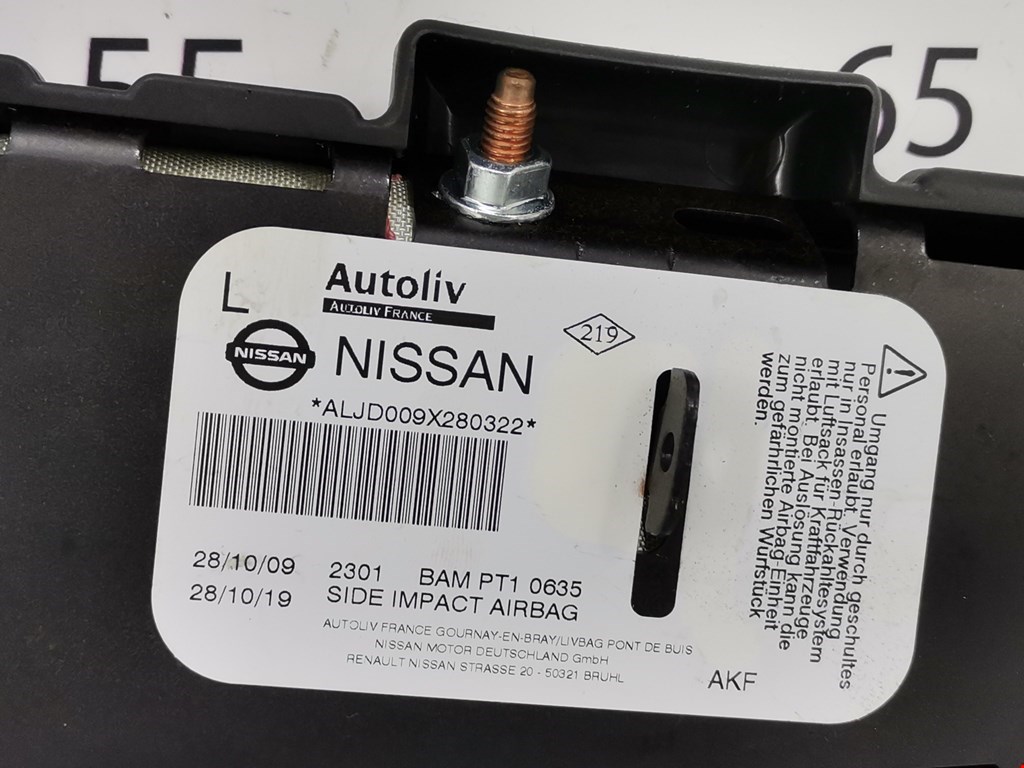 55
65
L
Autoliv
AUTOLIV FRANCE
NISSAN
NISSAN
219
*ALJD009X280322*
28/10/09 2301 BAM PT1 0635
28/10/19 SIDE IMPACT AIRBAG
AUTOLIV FRANCE GOURNAY-EN-BRAY/LIVBAG PONT DE BUIS
NISSAN MOTOR DEUTSCHLAND GmbH
RENAULT NISSAN STRASSE 20 - 50321 BRUHL
AKF
Umgang nur durch geschultes
Personal erlaubt. Verwendung
nur in Insassen-Rückahltesystem
mit Luftsack für Kraftfahrzeuge
erlaubt. Bei Auslösung kann die
nicht montierte Airbag-Einheit
zum gefährlichen Wurfstück
werden.